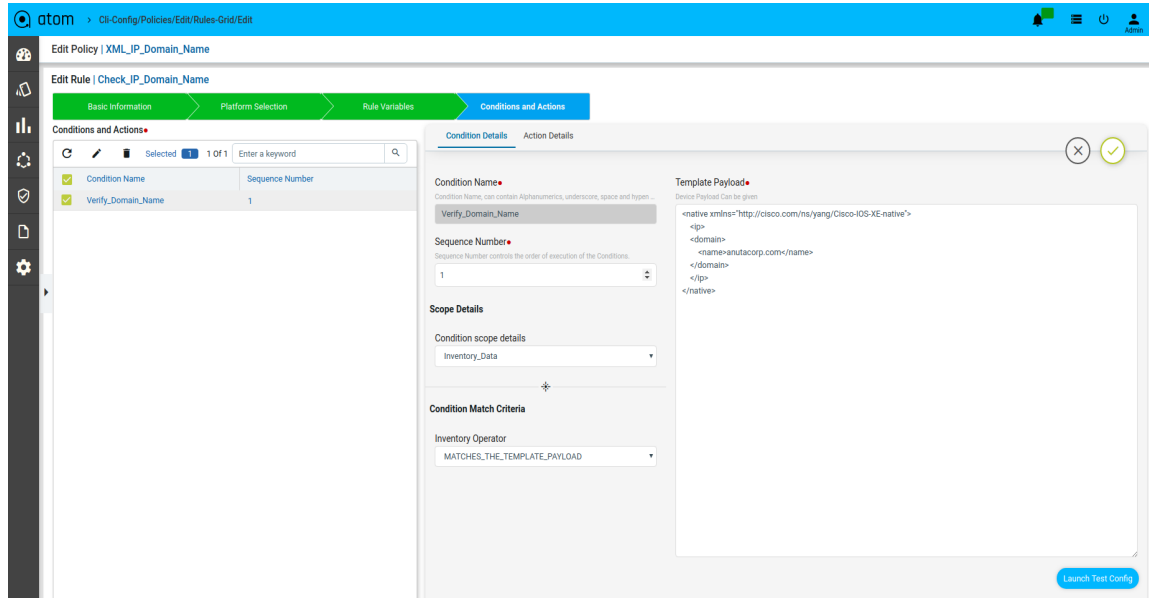 atom > Cli-Config/Policies/Edit/Rules-Grid/Edit
Admin
Edit Policy | XML_IP_Domain_Name
Edit Rule | Check_IP_Domain_Name
Basic Information Platform Selection Rule Variables Conditions and Actions
Conditions and Actions
Selected 1 1 Of 1 Enter a keyword
Condition Name Sequence Number
Verify_Domain_Name 1
Condition Details Action Details
Condition Name
Condition Name, can contain Alphanumerics, underscore, space and hypen ...
Verify_Domain_Name
Sequence Number
Sequence Number controls the order of execution of the Conditions.
1
Scope Details
Condition scope details
Inventory_Data
Condition Match Criteria
Inventory Operator
MATCHES_THE_TEMPLATE_PAYLOAD
Template Payload
Device Payload Can be given
<native xmlns="http://cisco.com/ns/yang/Cisco-IOS-XE-native">
<ip>
<domain>
<name>anutacorp.com</name>
</domain>
</ip>
</native>
Launch Test Config